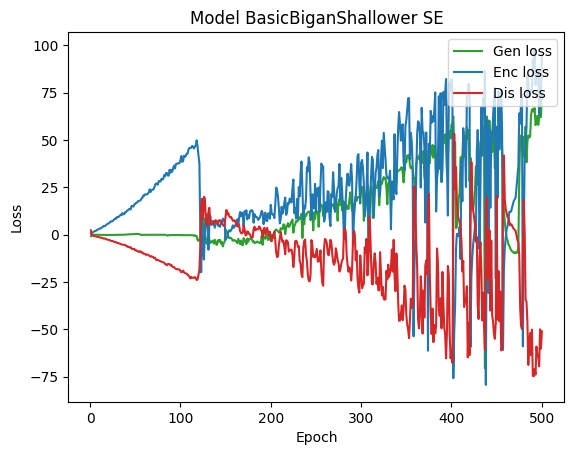 Model BasicBiganShallower SE
Gen loss
Enc loss
Dis loss
Loss
100
75
50
25
0
−25
−50
−75
0
100
200
300
400
500
Epoch